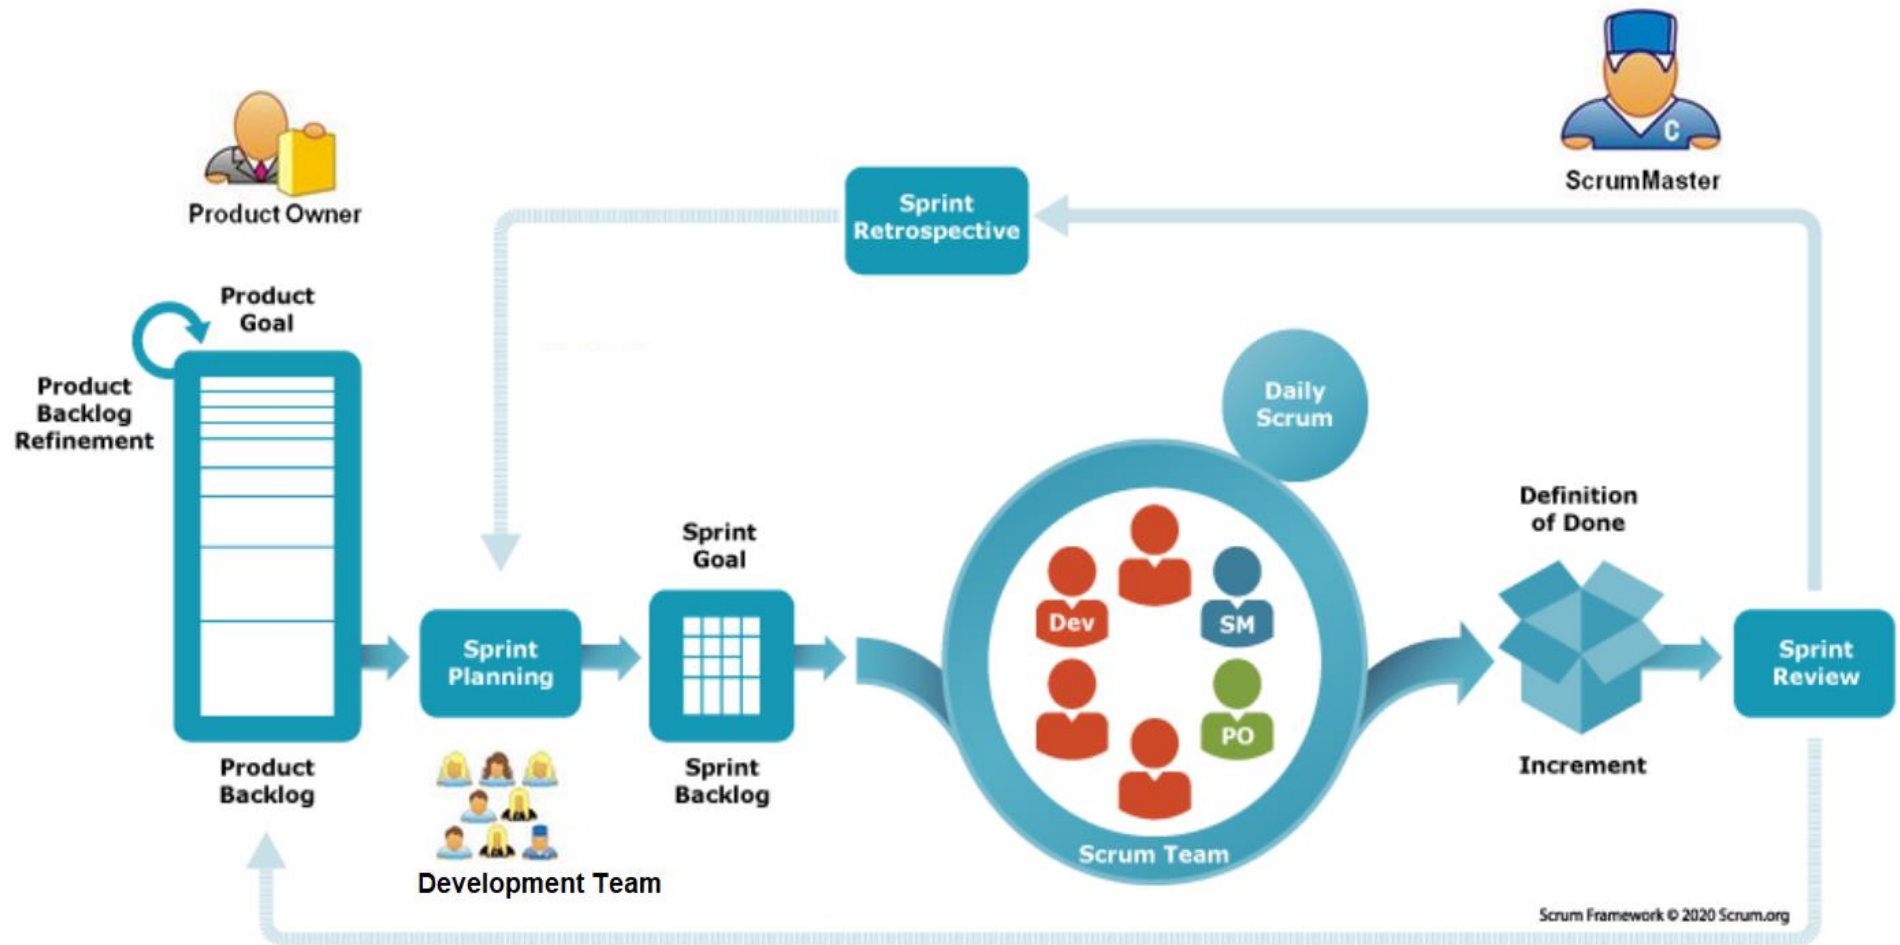 Product Owner
C
ScrumMaster
Sprint
Retrospective
Product
Goal
Product
Backlog
Refinement
Daily
Scrum
Sprint
Goal
Definition
of Done
Dev
SM
Sprint
Planning
Sprint
Review
PO
Product
Backlog
Sprint
Backlog
Increment
Scrum Team
Development Team
Scrum Framework © 2020 Scrum.org